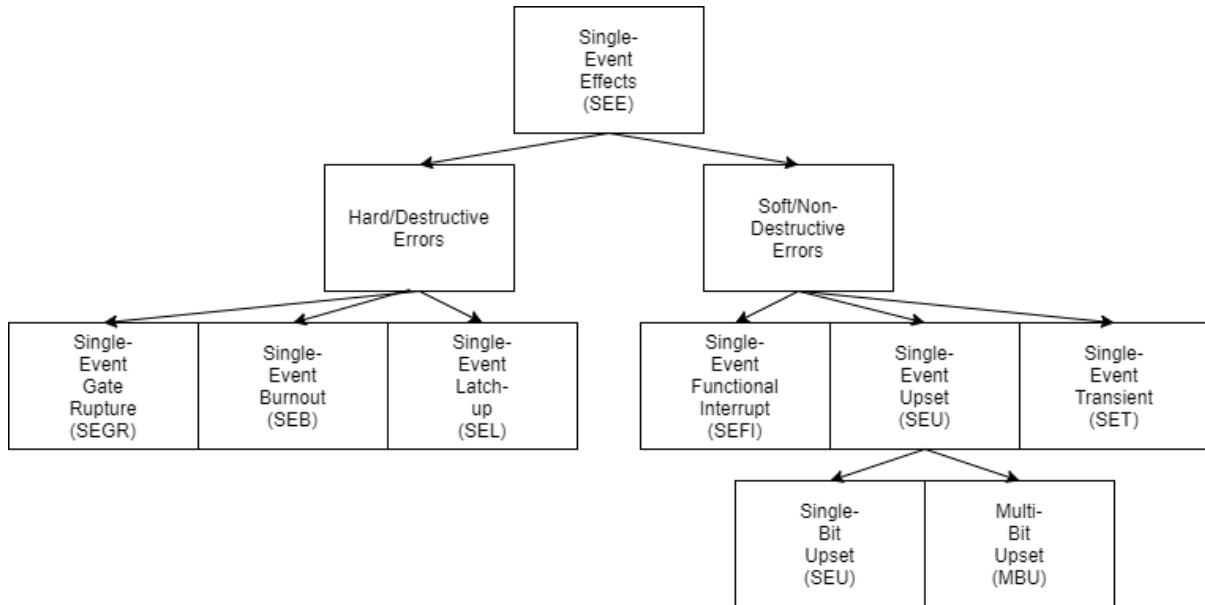 Single-
Event
Effects
(SEE)
Hard/Destructive
Errors
Soft/Non-
Destructive
Errors
Single-
Event
Gate
Rupture
(SEGR)
Single-
Event
Burnout
(SEB)
Single-
Event
Latch-
up
(SEL)
Single-
Event
Functional
Interrupt
(SEFI)
Single-
Event
Upset
(SEU)
Single-
Event
Transient
(SET)
Single-
Bit
Upset
(SEU)
Multi-
Bit
Upset
(MBU)